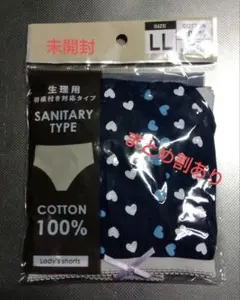 未開封
SIZE
LL
COTTON
生理用
羽根付き対応タイプ
SANITARY
TYPE
まとめ割あり
COTTON
100%
Lady's shorts